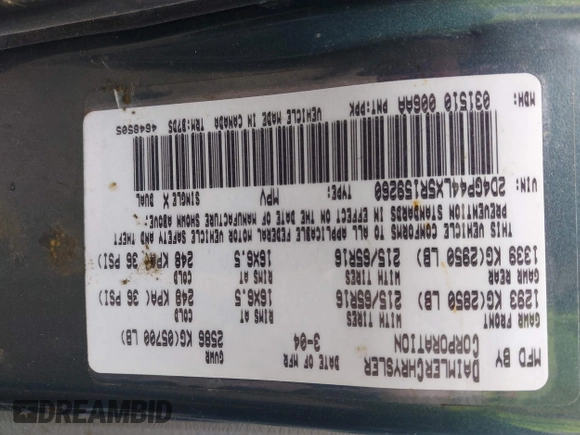 MFD BY DAIMLERCHRYSLER CORPORATION
DATE OF MFR 3-04
GVWR 2586 KG(05700 LB)
GAWR FRONT 1293 KG(2850 LB)
WITH TIRES 215/65R16
RIMS AT 16X6.5
COLD 248 KPA( 36 PSI)
GAWR REAR 1339 KG(2950 LB)
WITH TIRES 215/65R16
RIMS AT 16X6.5
COLD 248 KPA( 36 PSI)
THIS VEHICLE CONFORMS TO ALL APPLICABLE FEDERAL MOTOR VEHICLE SAFETY AND THEFT
PREVENTION STANDARDS IN EFFECT ON THE DATE OF MANUFACTURE SHOWN ABOVE.
VIN: 2D4GP44LX5R159260 TYPE: MPV SINGLE X DUAL
MDH: 031510 006AA PNT:PPK VEHICLE MADE IN CANADA TRM:B7D5 4648505
DREAMBID